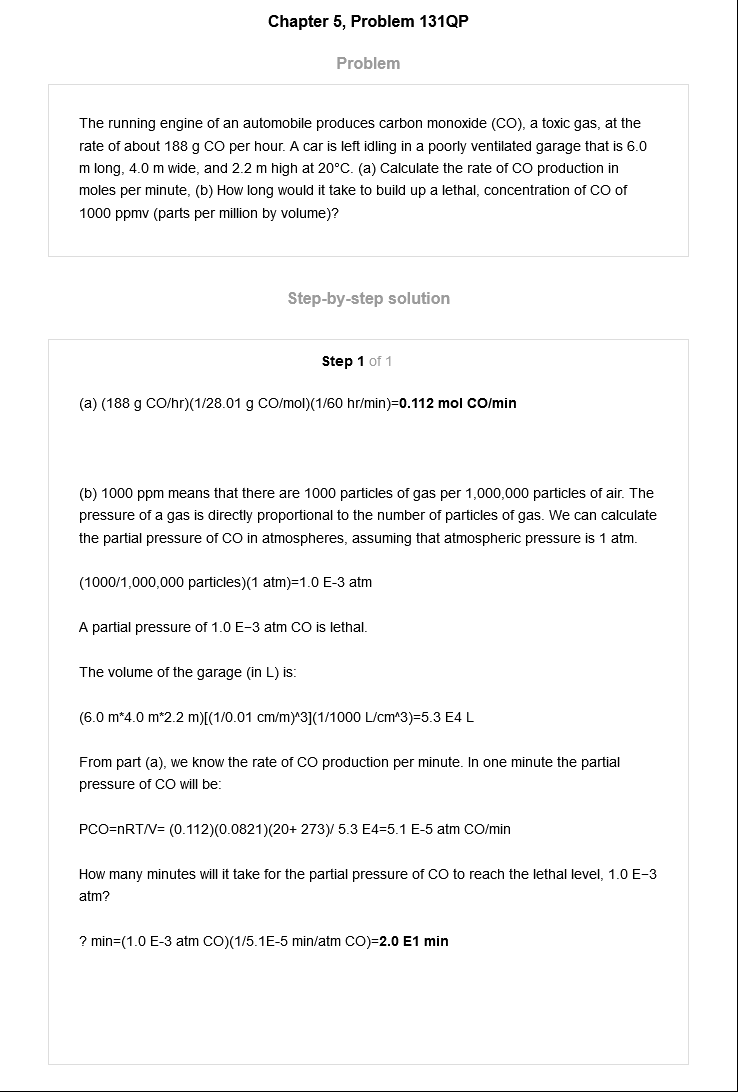 Chapter 5, Problem 131QP
Problem
The running engine of an automobile produces carbon monoxide (CO), a toxic gas, at the
rate of about 188 g CO per hour. A car is left idling in a poorly ventilated garage that is 6.0
m long, 4.0 m wide, and 2.2 m high at 20°C. (a) Calculate the rate of CO production in
moles per minute, (b) How long would it take to build up a lethal, concentration of CO of
1000 ppmv (parts per million by volume)?
Step-by-step solution
Step 1 of 1
(a) (188 g CO/hr)(1/28.01 g CO/mol)(1/60 hr/min)=0.112 mol CO/min
(b) 1000 ppm means that there are 1000 particles of gas per 1,000,000 particles of air. The
pressure of a gas is directly proportional to the number of particles of gas. We can calculate
the partial pressure of CO in atmospheres, assuming that atmospheric pressure is 1 atm.
(1000/1,000,000 particles)(1 atm)=1.0 E-3 atm
A partial pressure of 1.0 E−3 atm CO is lethal.
The volume of the garage (in L) is:
(6.0 m*4.0 m*2.2 m)[(1/0.01 cm/m)^3](1/1000 L/cm^3)=5.3 E4 L
From part (a), we know the rate of CO production per minute. In one minute the partial
pressure of CO will be:
PCO=nRT/V= (0.112)(0.0821)(20+ 273)/ 5.3 E4=5.1 E-5 atm CO/min
How many minutes will it take for the partial pressure of CO to reach the lethal level, 1.0 E−3
atm?
? min=(1.0 E-3 atm CO)(1/5.1E-5 min/atm CO)=2.0 E1 min